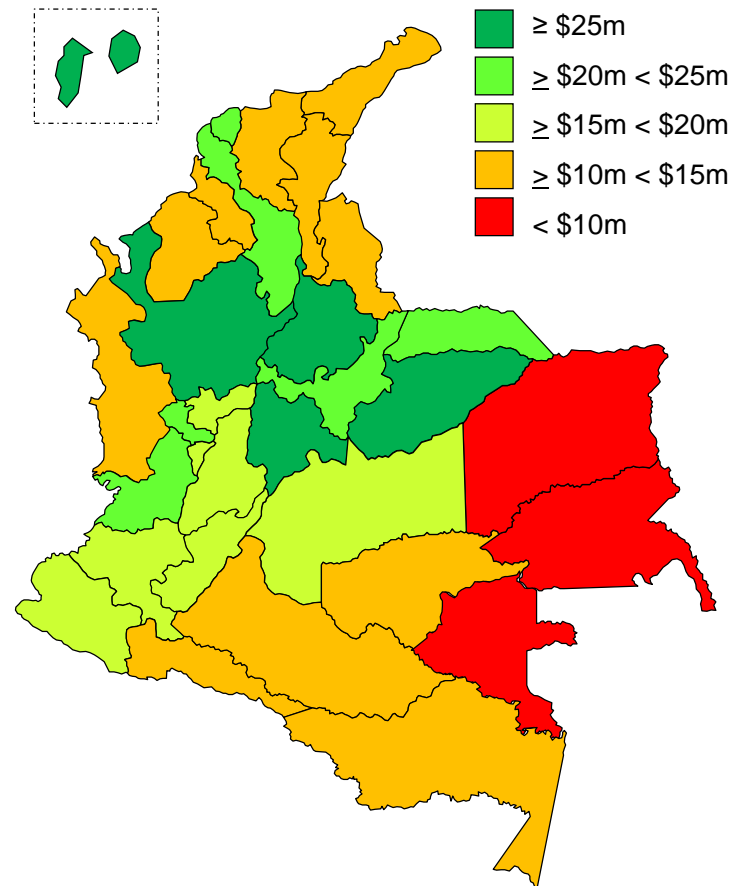 ≥ $25m
≥ $20m < $25m
≥ $15m < $20m
≥ $10m < $15m
< $10m